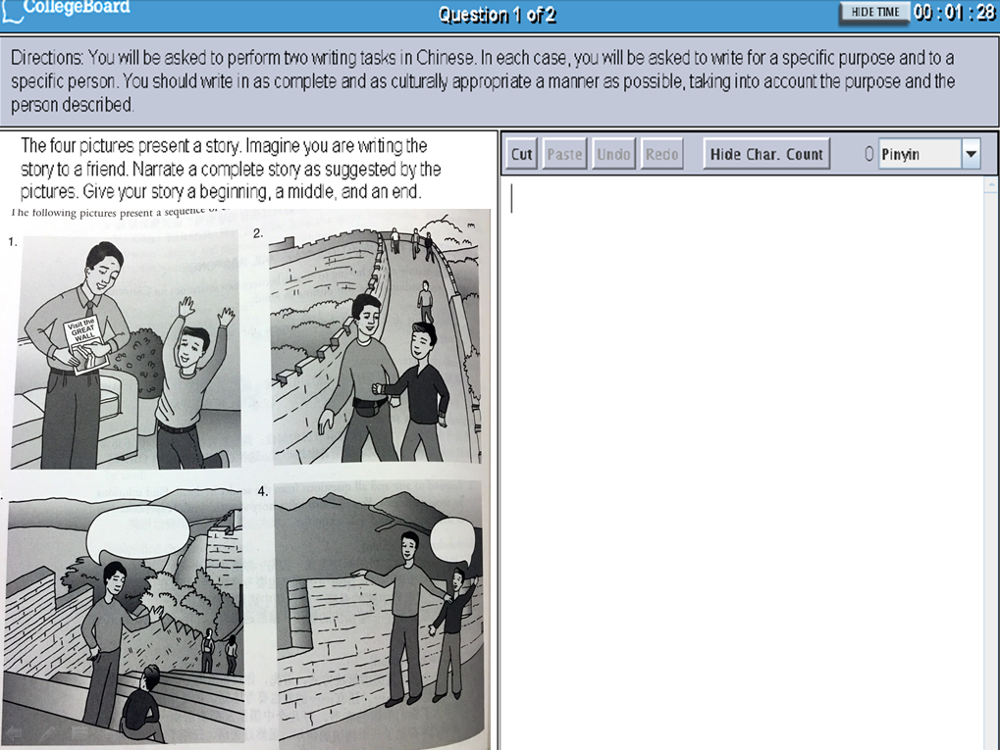 CollegeBoard
Question 1 of 2
HIDE TIME
00:01:28
Directions: You will be asked to perform two writing tasks in Chinese. In each case, you will be asked to write for a specific purpose and to a
specific person. You should write in as complete and as culturally appropriate a manner as possible, taking into account the purpose and the
person described.
The four pictures present a story. Imagine you are writing the
story to a friend. Narrate a complete story as suggested by the
pictures. Give your story a beginning, a middle, and an end.
The following pictures present a sequence of
Cut
Paste
Undo
Redo
Hide Char. Count
0
Pinyin
1.
2.
Visit the
GREAT
WALL
4.